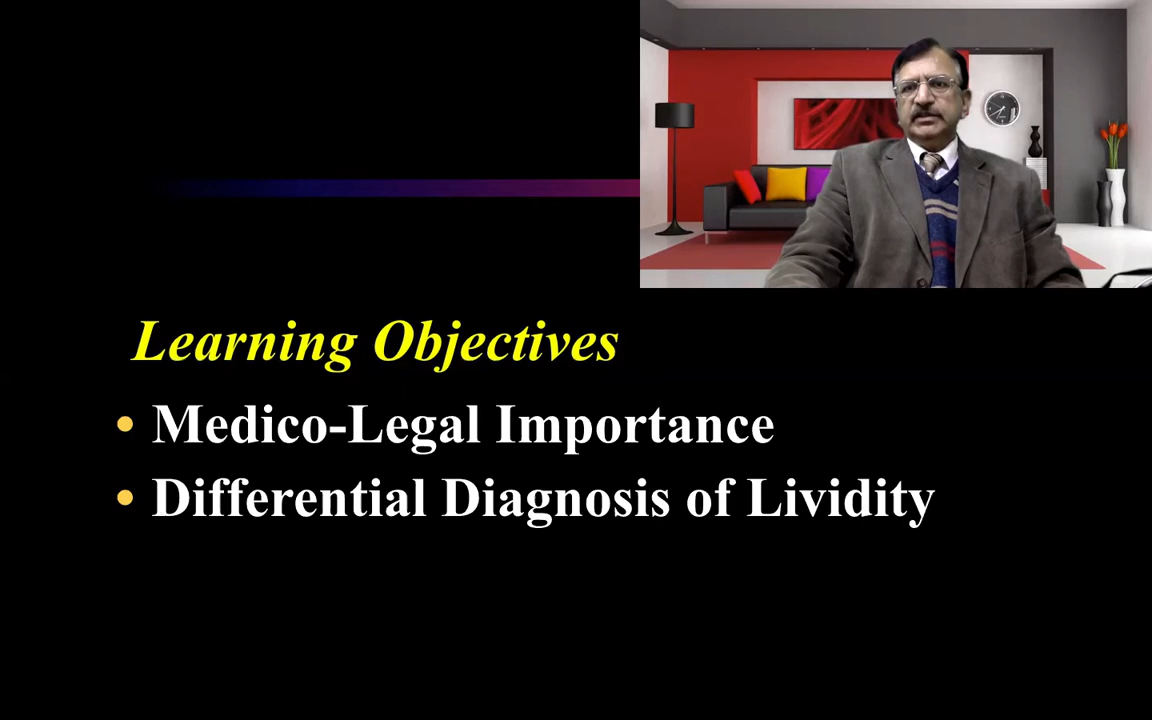 Learning Objectives
• Medico-Legal Importance
• Differential Diagnosis of Lividity